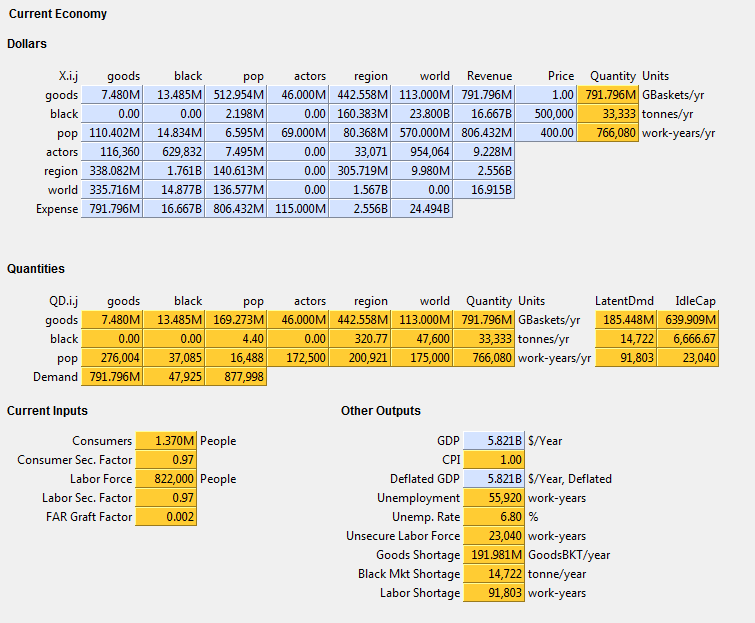 Current Economy
Dollars
X.i.j goods black pop actors region world Revenue Price Quantity Units
goods 7.480M 13.485M 512.954M 46.000M 442.558M 113.000M 791.796M 1.00 791.796M GBaskets/yr
black 0.00 0.00 2.198M 0.00 160.383M 23.800B 16.667B 500,000 33,333 tonnes/yr
pop 110.402M 14.834M 6.595M 69.000M 80.368M 570.000M 806.432M 400.00 766,080 work-years/yr
actors 116,360 629,832 7.495M 0.00 33,071 954,064 9.228M
region 338.082M 1.761B 140.613M 0.00 305.719M 9.980M 2.556B
world 335.716M 14.877B 136.577M 0.00 1.567B 0.00 16.915B
Expense 791.796M 16.667B 806.432M 115.000M 2.556B 24.494B
Quantities
QD.i.j goods black pop actors region world Quantity Units LatentDmd IdleCap
goods 7.480M 13.485M 169.273M 46.000M 442.558M 113.000M 791.796M GBaskets/yr 185.448M 639.909M
black 0.00 0.00 4.40 0.00 320.77 47,600 33,333 tonnes/yr 14,722 6,666.67
pop 276,004 37,085 16,488 172,500 200,921 175,000 766,080 work-years/yr 91,803 23,040
Demand 791.796M 47,925 877,998
Current Inputs
Consumers 1.370M People
Consumer Sec. Factor 0.97
Labor Force 822,000 People
Labor Sec. Factor 0.97
FAR Graft Factor 0.002
Other Outputs
GDP 5.821B $/Year
CPI 1.00
Deflated GDP 5.821B $/Year, Deflated
Unemployment 55,920 work-years
Unemp. Rate 6.80 %
Unsecure Labor Force 23,040 work-years
Goods Shortage 191.981M GoodsBKT/year
Black Mkt Shortage 14,722 tonne/year
Labor Shortage 91,803 work-years